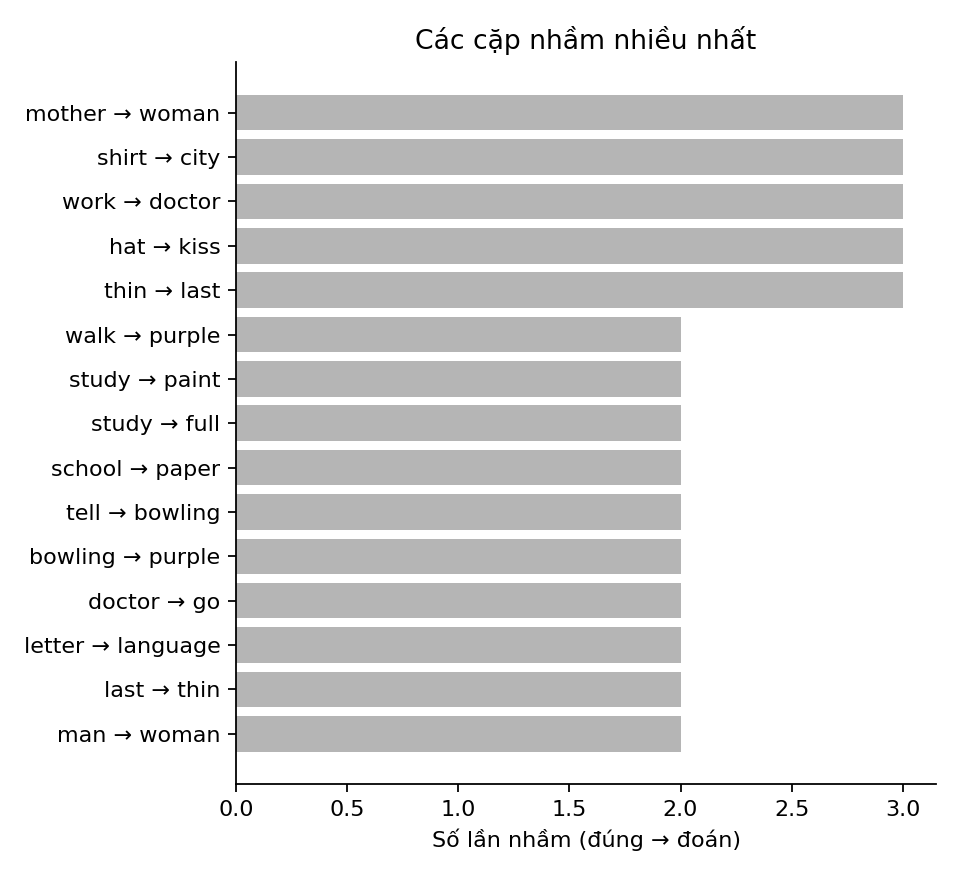 Các cặp nhầm nhiều nhất
mother → woman
shirt → city
work → doctor
hat → kiss
thin → last
walk → purple
study → paint
study → full
school → paper
tell → bowling
bowling → purple
doctor → go
letter → language
last → thin
man → woman
0.0 0.5 1.0 1.5 2.0 2.5 3.0
Số lần nhầm (đúng → đoán)